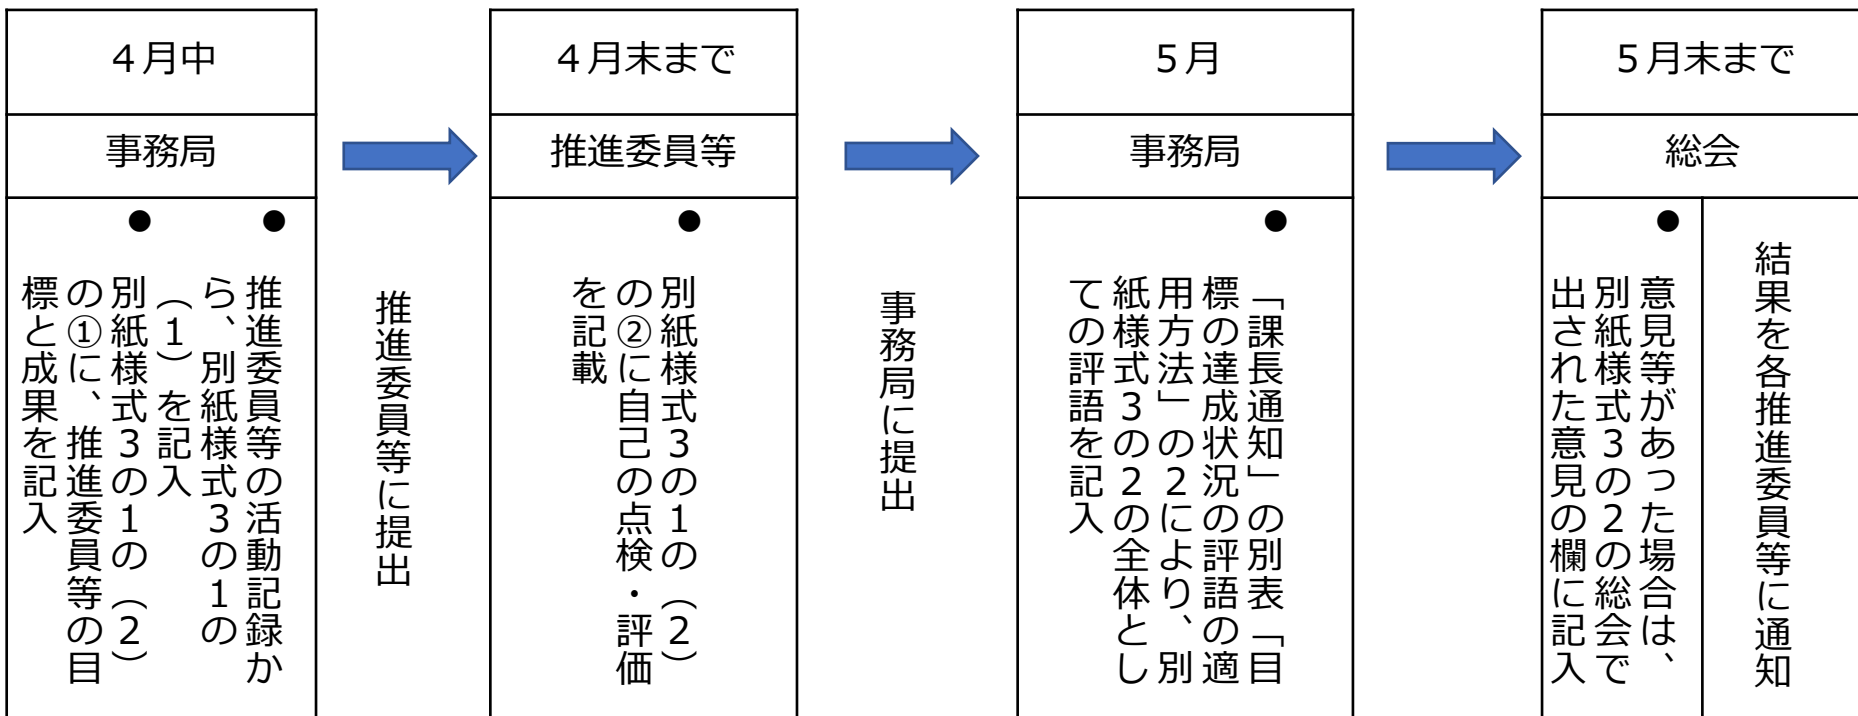 ４月中
事務局
●
推進委員等の活動記録か
ら、別紙様式３の１の
（１）を記入
●
別紙様式３の１の（２）
の①に、推進委員等の目
標と成果を記入
推進委員等に提出
４月末まで
推進委員等
●
別紙様式３の１の（２）
の②に自己の点検・評価
を記載
事務局に提出
５月
事務局
●
「課長通知」の別表「目
標の達成状況の評語の適
用方法」の２により、別
紙様式３の２の全体とし
ての評語を記入
５月末まで
総会
結果を各推進委員等に通知
●
意見等があった場合は、
別紙様式３の２の総会で
出された意見の欄に記入